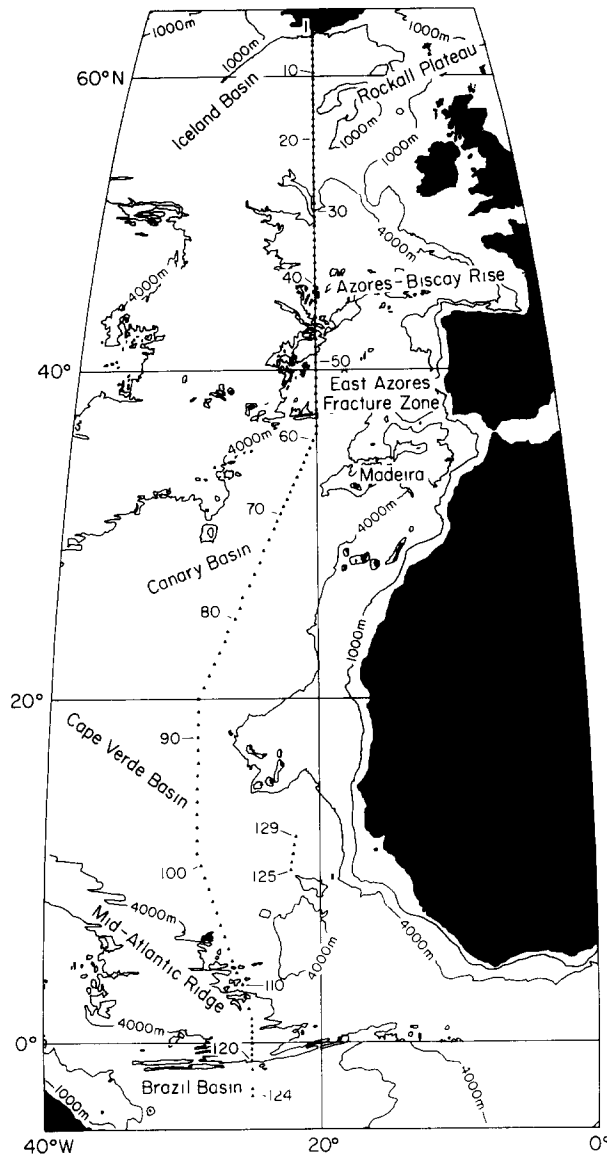 1000m
1000m
1
60°N
10
Rockall Plateau
Iceland Basin
20
1000m
1000m
30
4000m
4000m
40
Azores-Biscay Rise
40°
50
East Azores
Fracture Zone
4000m
60
Madeira
70
4000m
Canary Basin
80
1000m
20°
Cape Verde Basin
90
129
100
125
4000m
Mid-Atlantic Ridge
4000m
4000m
110
4000m
0°
120
4000m
Brazil Basin
124
1000m
40°W
20°
0°